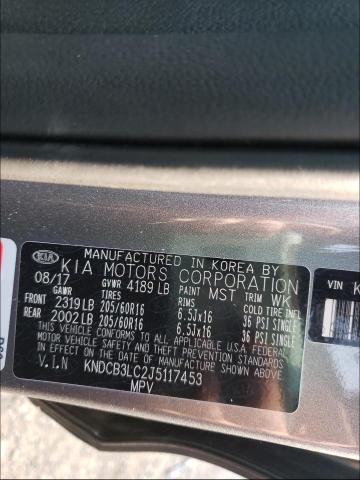 MANUFACTURED IN KOREA BY
KIA KIA MOTORS CORPORATION
08/17 GVWR 4189 LB PAINT MST TRIM WK
GAWR TIRES RIMS COLD TIRE INFL
FRONT 2319 LB 205/60R16 6.5Jx16 36 PSI SINGLE
REAR 2002 LB 205/60R16 6.5Jx16 36 PSI SINGLE
THIS VEHICLE CONFORMS TO ALL APPLICABLE
U.S. FEDERAL MOTOR VEHICLE SAFETY AND
THEFT PREVENTION STANDARDS IN EFFECT ON
THE DATE OF MANUFACTURE SHOWN ABOVE.
V.I.N KNDCB3LC2J5117453
MPV
VIN K